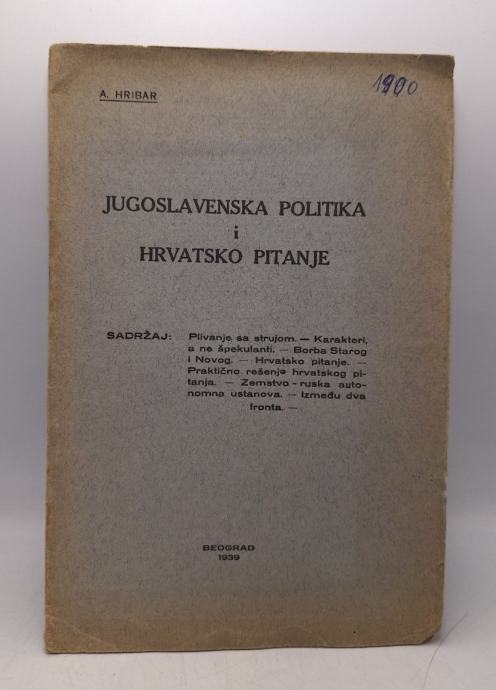 A. HRIBAR
JUGOSLAVENSKA POLITIKA
i
HRVATSKO PITANJE
SADRŽAJ: Plivanje sa strujom. — Karakteri,
a ne špekulanti. — Borba Starog
i Novog. — Hrvatsko pitanje. —
Praktično rešenje hrvatskog pi-
tanja. — Zemstvo - ruska auto-
nomna ustanova. — Između dva
fronta. —
BEOGRAD
1939